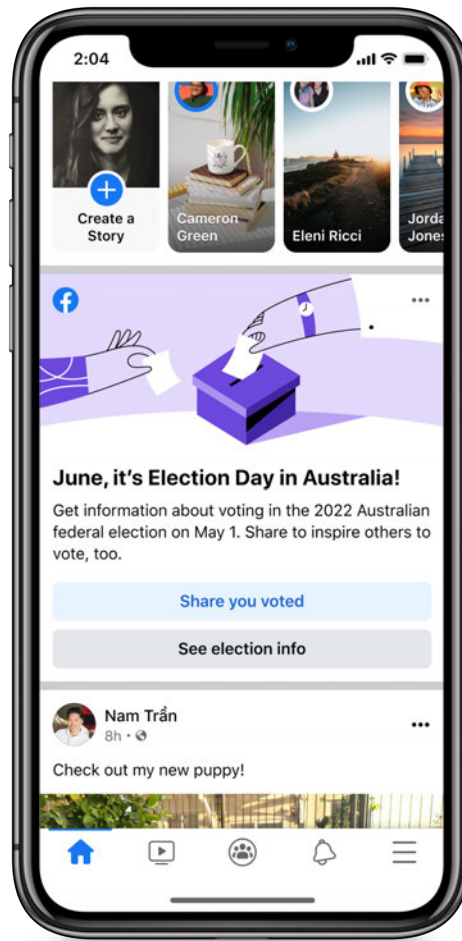 2:04
Create a
Story
Cameron
Green
Eleni Ricci
Jorda
Jones
June, it's Election Day in Australia!
Get information about voting in the 2022 Australian
federal election on May 1. Share to inspire others to
vote, too.
Share you voted
See election info
Nam Trần
8h
Check out my new puppy!